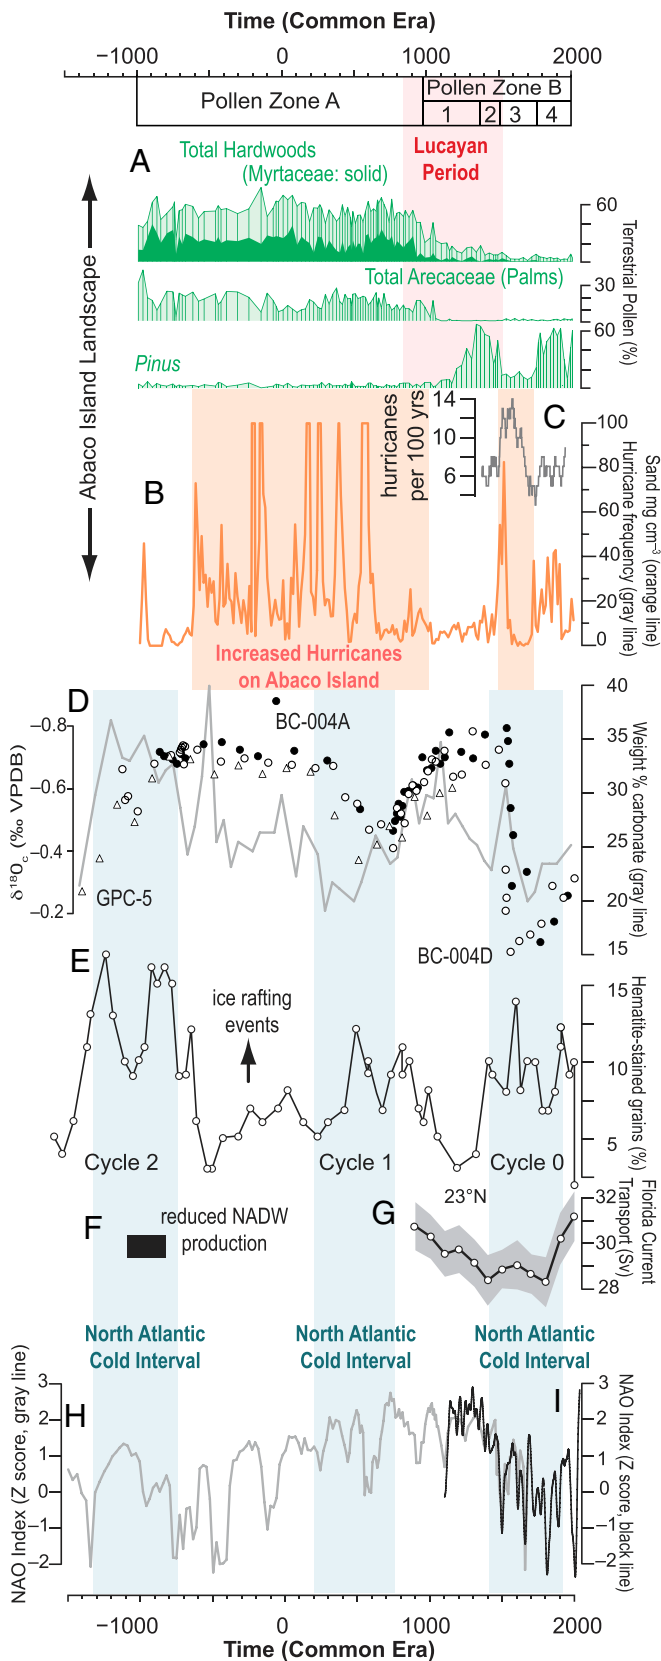 Time (Common Era)
−1000 0 1000 2000
Pollen Zone A
Pollen Zone B
1 2 3 4
A
Total Hardwoods
(Myrtaceae: solid)
Lucayan
Period
60
Total Arecaceae (Palms)
30
60
Pinus
Terrestrial Pollen (%)
Abaco Island Landscape
B
hurricanes
per 100 yrs
14
10
6
C
100
80
60
40
20
0
Sand mg cm⁻³ (orange line)
Hurricane frequency (gray line)
Increased Hurricanes
on Abaco Island
D
−0.8
−0.6
−0.4
−0.2
δ¹⁸Oc (‰ VPDB)
BC-004A
GPC-5
BC-004D
40
35
30
25
20
15
Weight % carbonate (gray line)
E
ice rafting
events
15
10
5
Hematite-stained grains (%)
Cycle 2
Cycle 1
Cycle 0
F
reduced NADW
production
23°N
G
32
30
28
Florida Current
Transport (Sv)
North Atlantic
Cold Interval
North Atlantic
Cold Interval
North Atlantic
Cold Interval
H
3
2
1
0
−1
−2
NAO Index (Z score, gray line)
I
3
2
1
0
−1
−2
NAO Index (Z score, black line)
−1000 0 1000 2000
Time (Common Era)